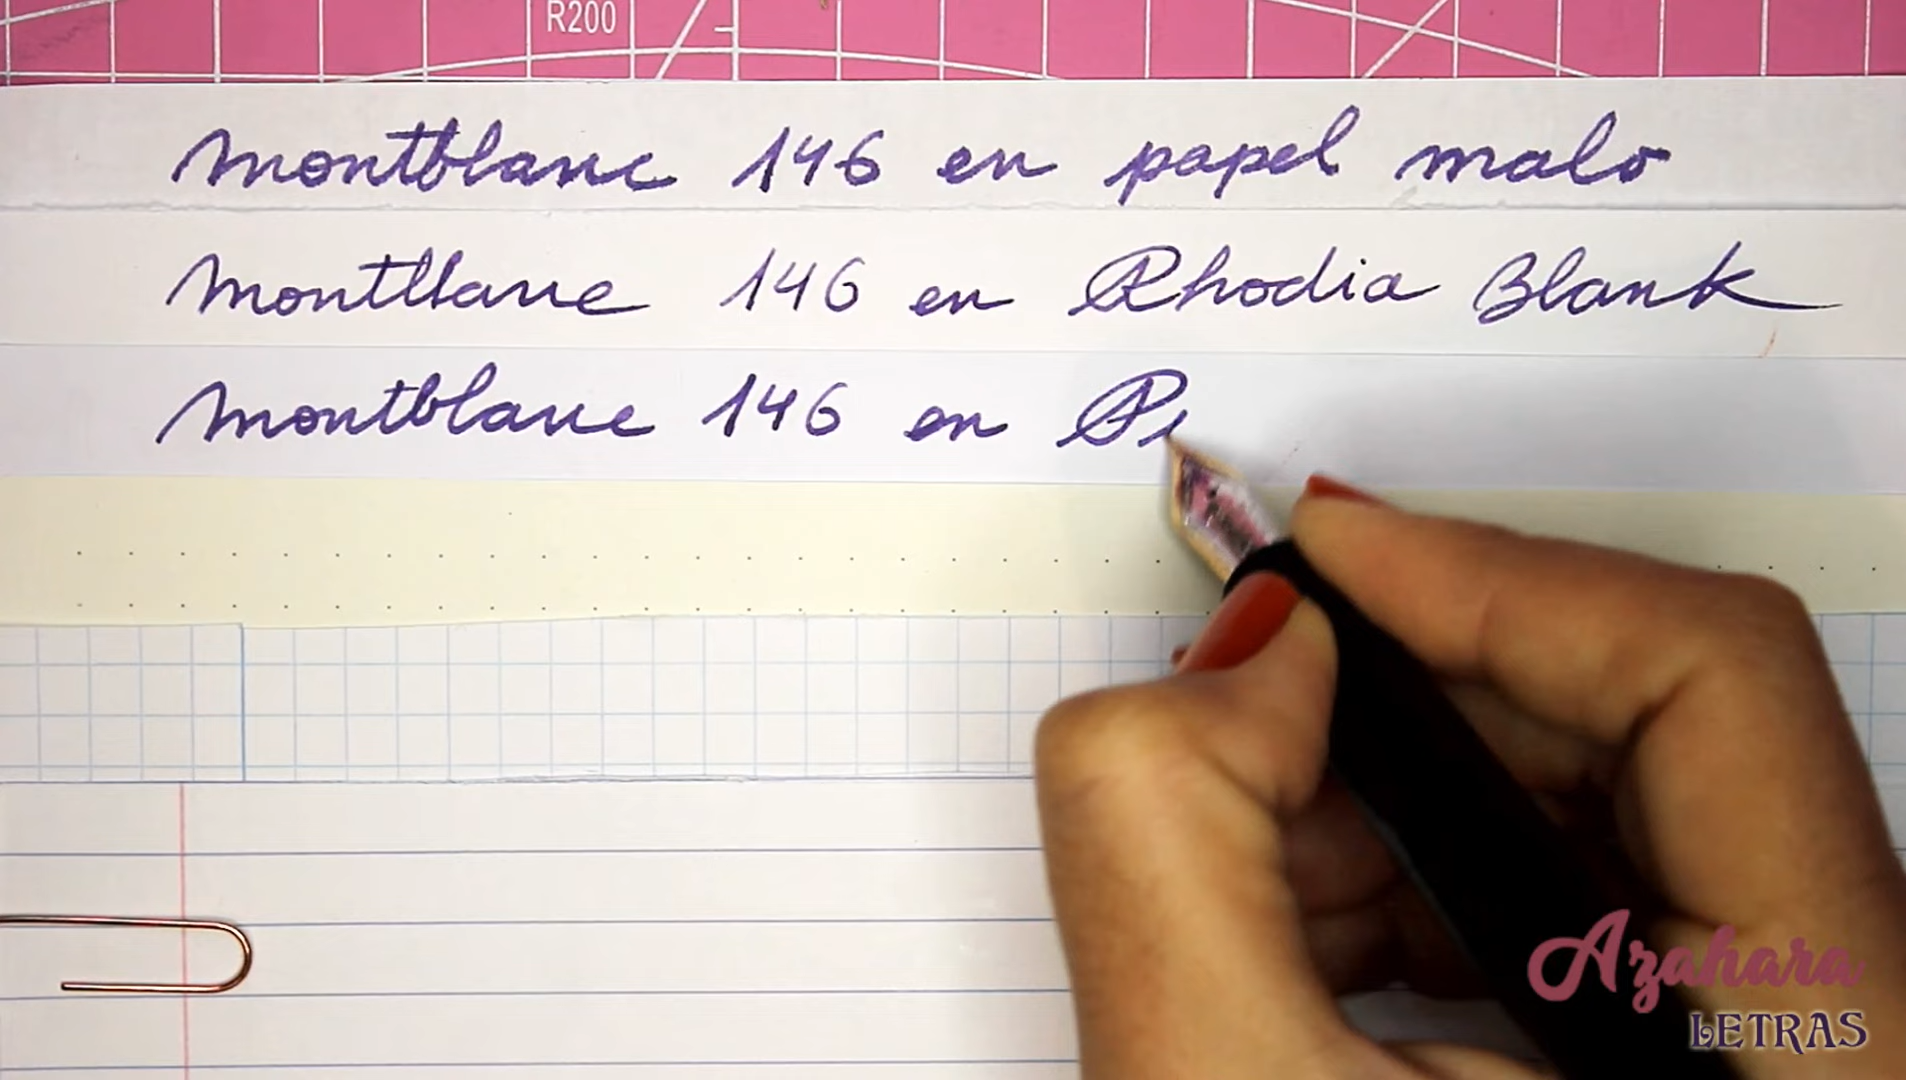 R200
Montblanc 146 en papel malo
Montblanc 146 en Rhodia Blank
Montblanc 146 en P
Azahara
LETRAS